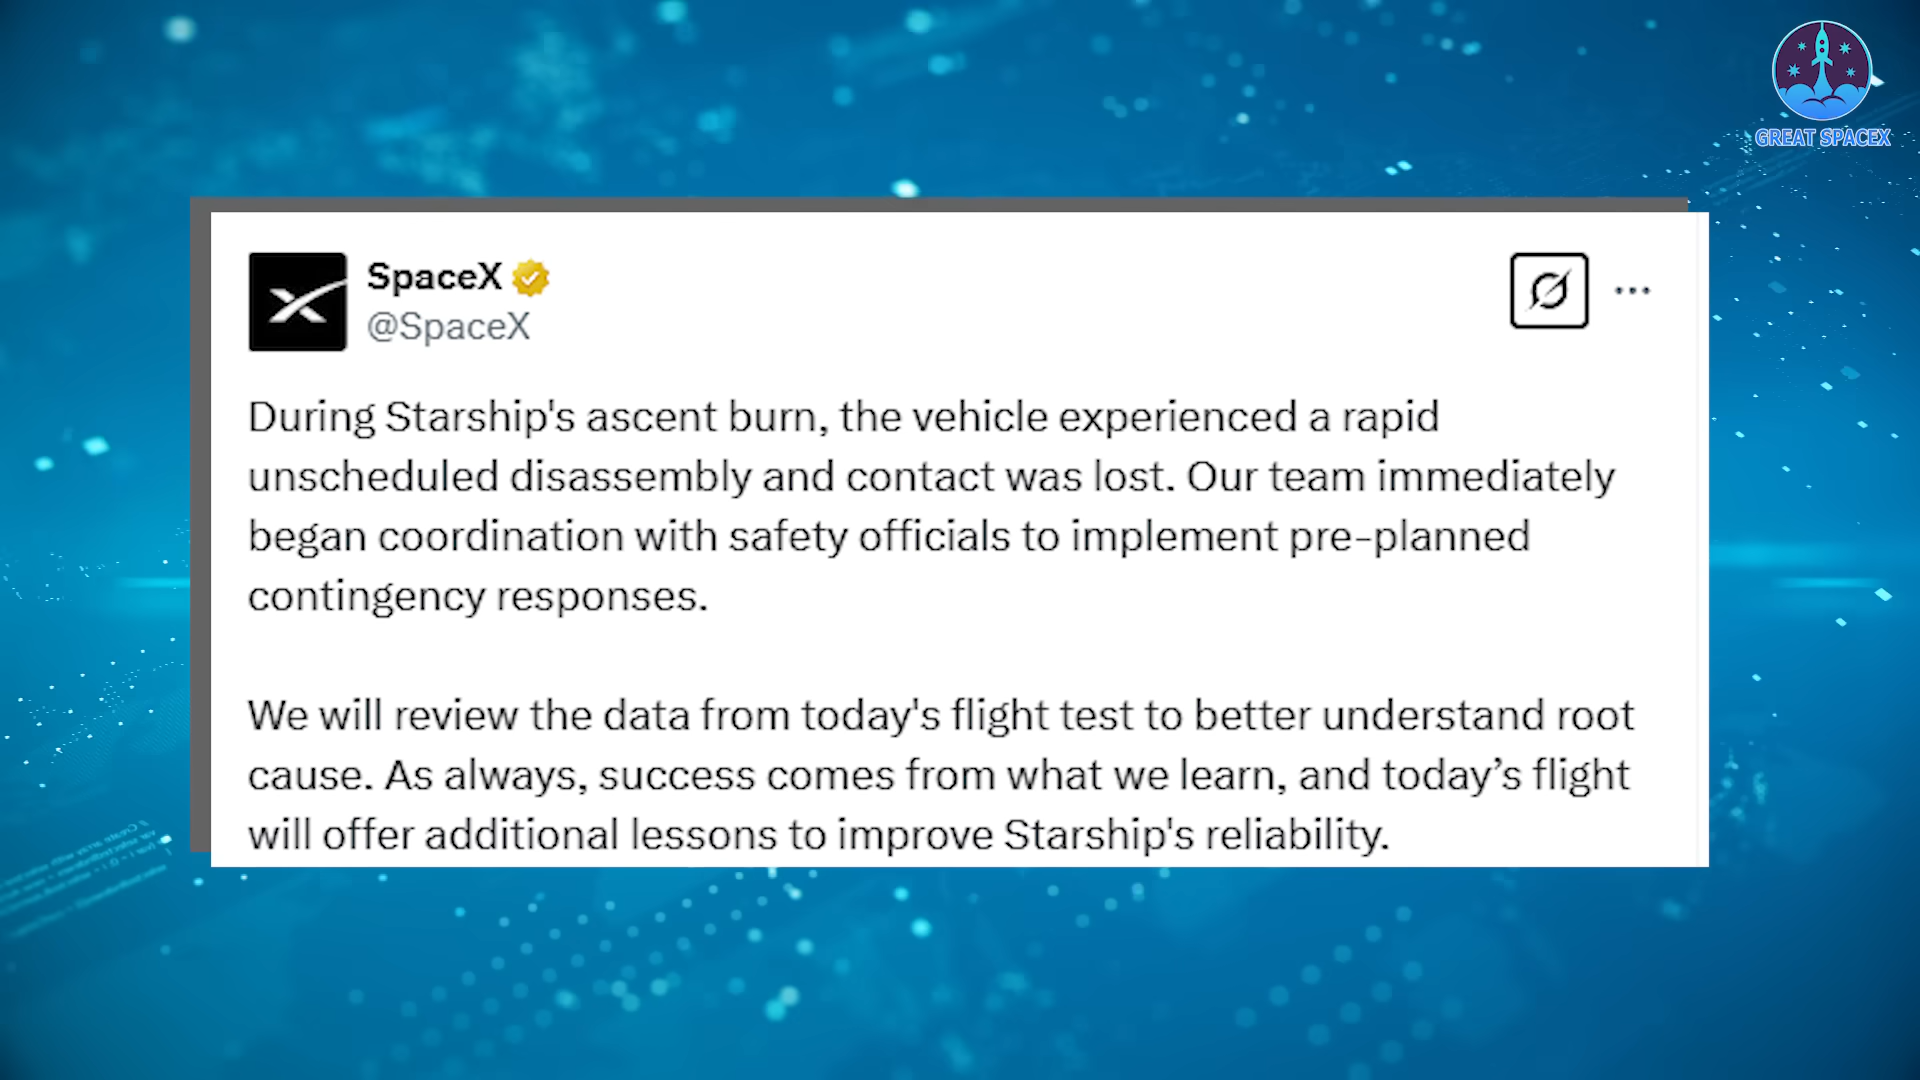 GREAT SPACEX
SpaceX
@SpaceX
During Starship's ascent burn, the vehicle experienced a rapid
unscheduled disassembly and contact was lost. Our team immediately
began coordination with safety officials to implement pre-planned
contingency responses.
We will review the data from today's flight test to better understand root
cause. As always, success comes from what we learn, and today’s flight
will offer additional lessons to improve Starship's reliability.